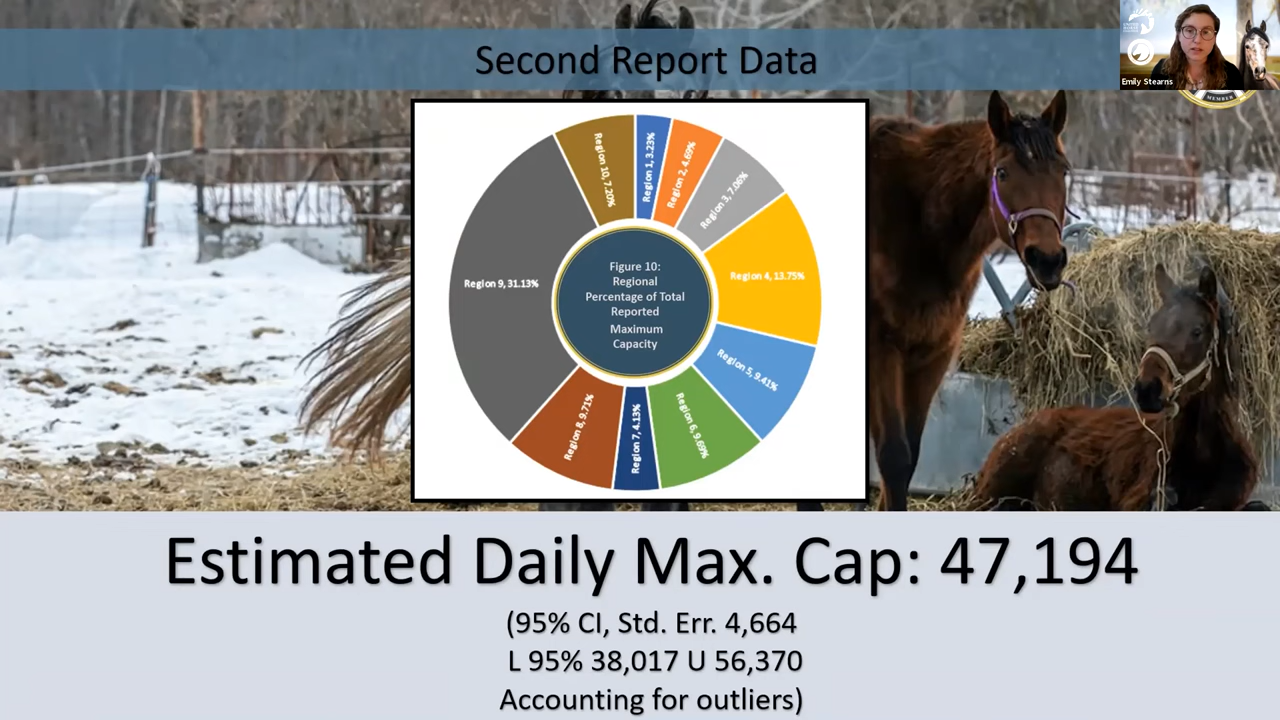 Second Report Data
Emily Stearns
MEMBER
Region 1, 3.23%
Region 2, 4.69%
Region 3, 7.06%
Region 4, 13.75%
Region 5, 9.41%
Region 6, 9.69%
Region 7, 4.13%
Region 8, 9.71%
Region 9, 31.13%
Region 10, 7.20%
Figure 10:
Regional
Percentage of Total
Reported
Maximum
Capacity
Estimated Daily Max. Cap: 47,194
(95% CI, Std. Err. 4,664
L 95% 38,017 U 56,370
Accounting for outliers)